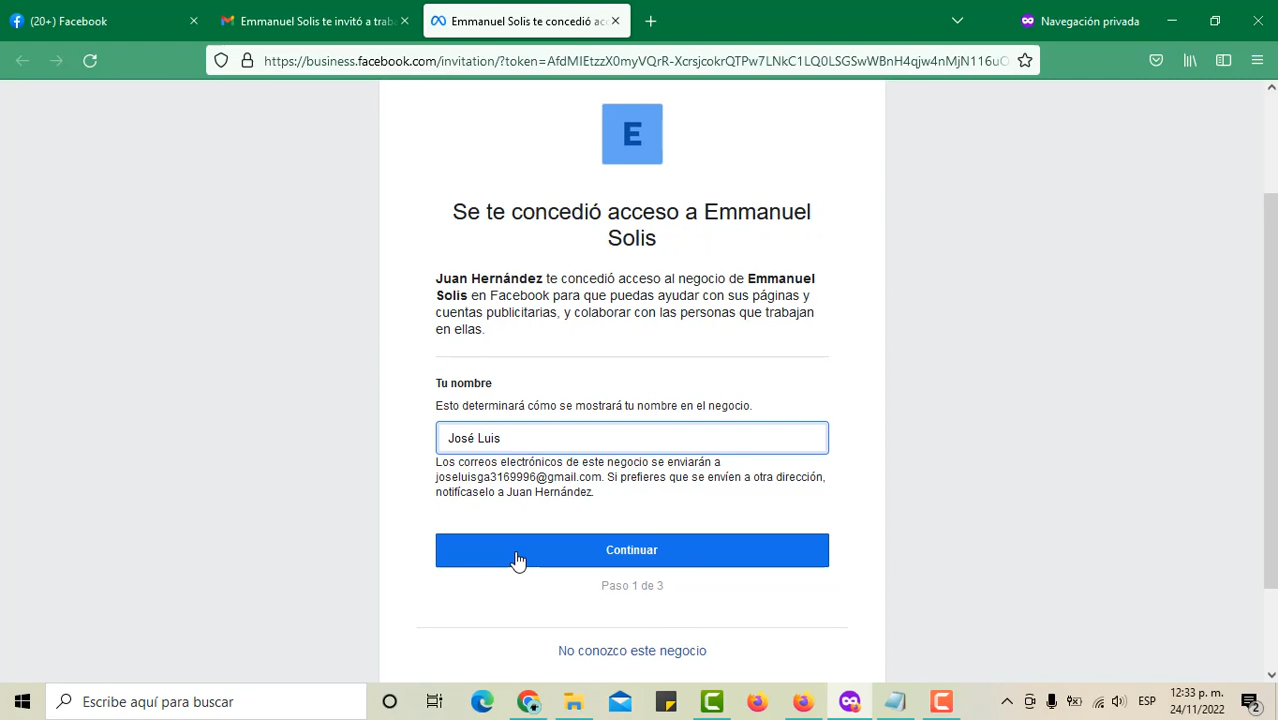 (20+) Facebook
Emmanuel Solis te invitó a trab
Emmanuel Solis te concedió acc
Navegación privada
https://business.facebook.com/invitation/?token=AfdMIEtzzX0myVQrR-XcrsjcokrQTPw7LNkC1LQ0LSGSwWBnH4qjw4nMjN116uO
E
Se te concedió acceso a Emmanuel
Solis
Juan Hernández te concedió acceso al negocio de Emmanuel
Solis en Facebook para que puedas ayudar con sus páginas y
cuentas publicitarias, y colaborar con las personas que trabajan
en ellas.
Tu nombre
Esto determinará cómo se mostrará tu nombre en el negocio.
José Luis
Los correos electrónicos de este negocio se enviarán a
joseluisga3169996@gmail.com. Si prefieres que se envíen a otra dirección,
notifícaselo a Juan Hernández.
Continuar
Paso 1 de 3
No conozco este negocio
Escribe aquí para buscar
ESP
12:33 p. m.
24/11/2022
2